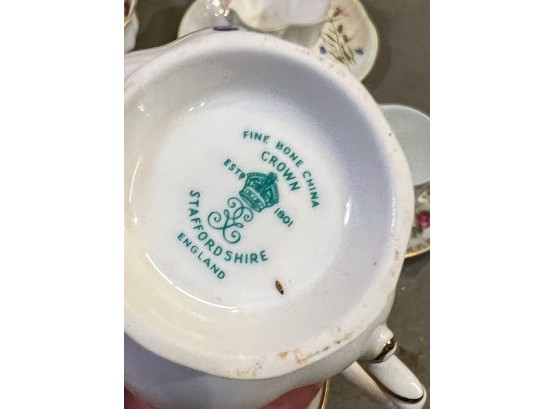 FINE BONE CHINA
CROWN
ESTD 1801
STAFFORDSHIRE
ENGLAND